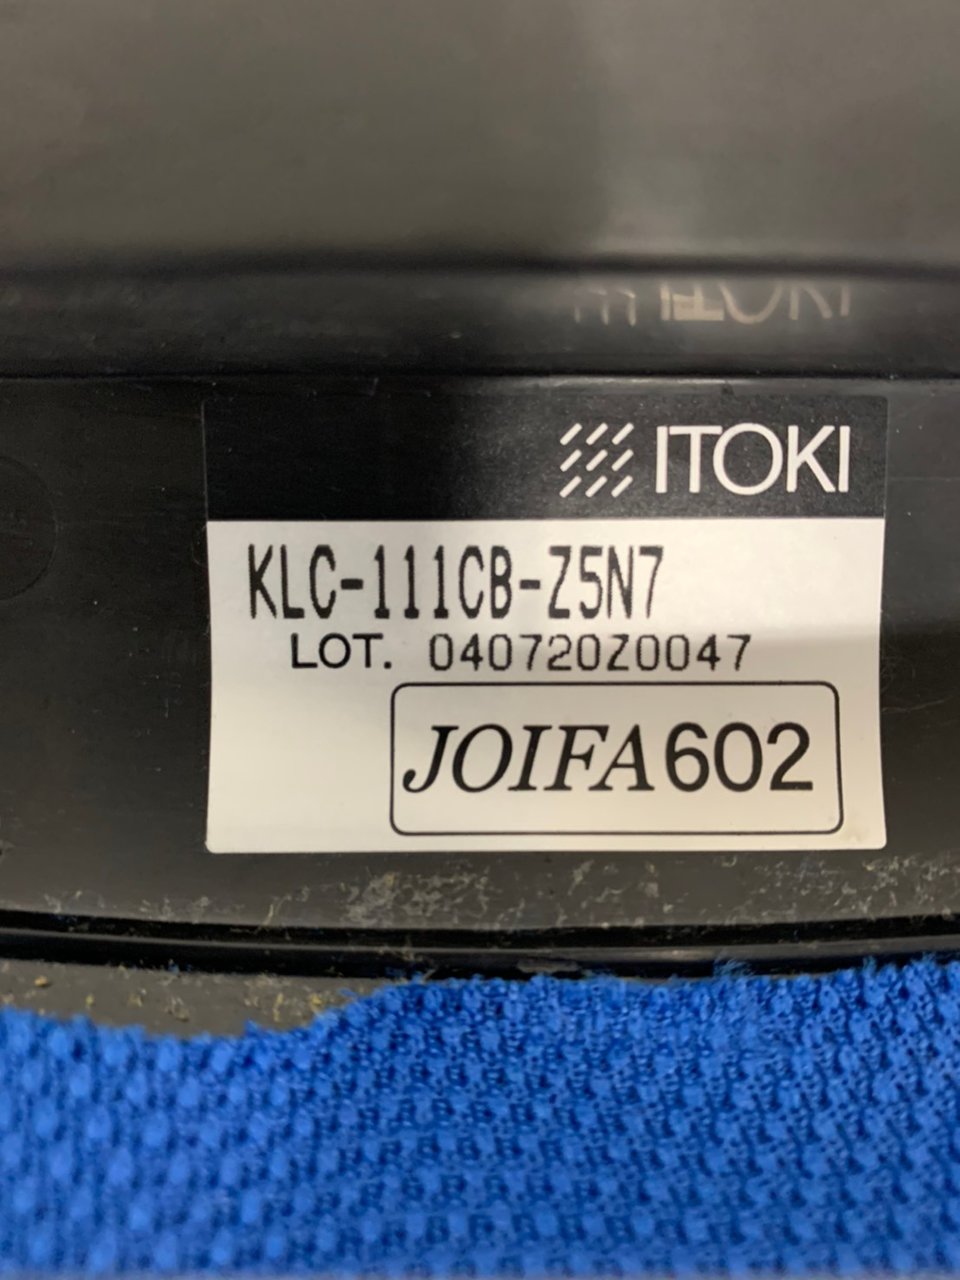 ITOKI
KLC-111CB-Z5N7
LOT. 040720Z0047
JOIFA602